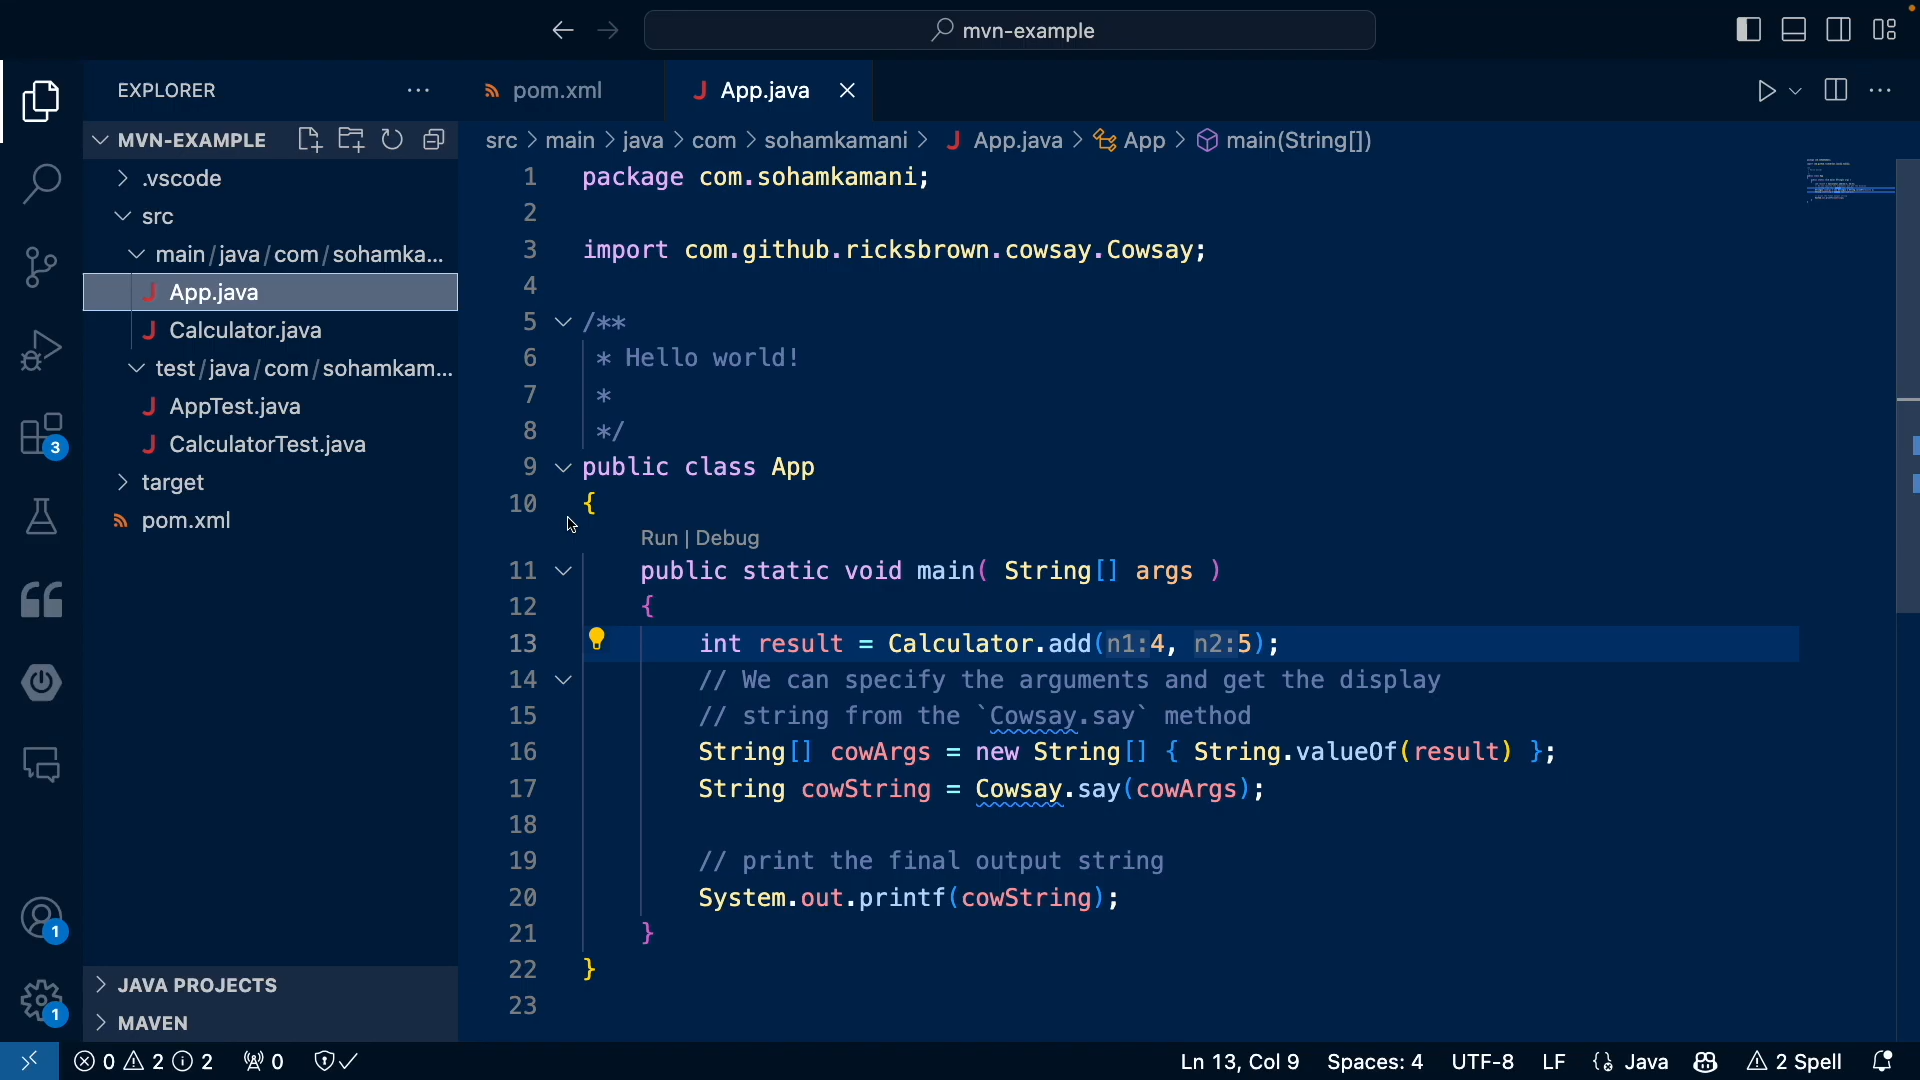 mvn-example
EXPLORER
pom.xml
App.java
MVN-EXAMPLE
.vscode
src
main/java/com/sohamka...
App.java
Calculator.java
test/java/com/sohamkam...
AppTest.java
CalculatorTest.java
target
pom.xml
3
1
1
JAVA PROJECTS
MAVEN
src > main > java > com > sohamkamani > App.java > App > main(String[])
1 package com.sohamkamani;
2
3 import com.github.ricksbrown.cowsay.Cowsay;
4
5 /**
6 * Hello world!
7 *
8 */
9 public class App
10 {
Run | Debug
11 public static void main( String[] args )
12 {
13 int result = Calculator.add(n1:4, n2:5);
14 // We can specify the arguments and get the display
15 // string from the `Cowsay.say` method
16 String[] cowArgs = new String[] { String.valueOf(result) };
17 String cowString = Cowsay.say(cowArgs);
18
19 // print the final output string
20 System.out.printf(cowString);
21 }
22 }
23
0 2 2 0 Ln 13, Col 9 Spaces: 4 UTF-8 LF {} Java 2 Spell